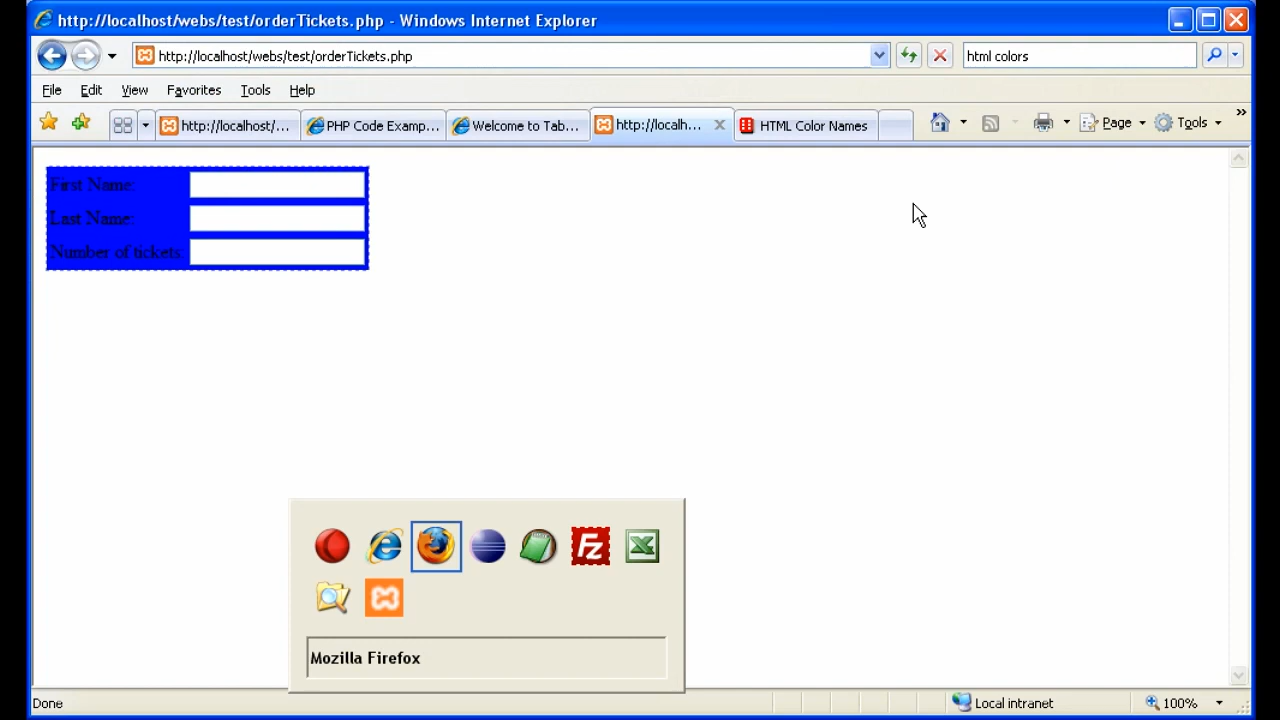 http://localhost/webs/test/orderTickets.php - Windows Internet Explorer
http://localhost/webs/test/orderTickets.php
html colors
File Edit View Favorites Tools Help
http://localhost/... PHP Code Examp... Welcome to Tab... http://localh... HTML Color Names Page Tools
First Name:
Last Name:
Number of tickets:
Fz
Mozilla Firefox
Done Local intranet 100%